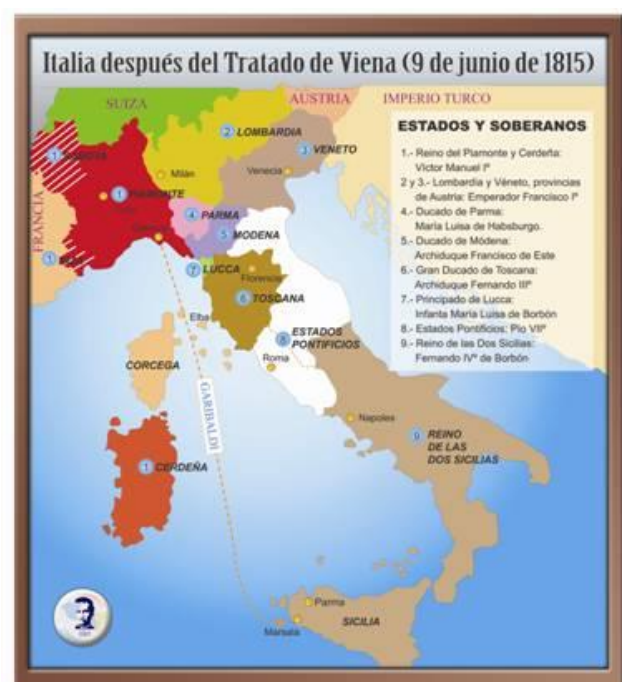 Italia después del Tratado de Viena (9 de junio de 1815)
SUIZA
AUSTRIA
IMPERIO TURCO
ESTADOS Y SOBERANOS
1.- Reino del Piamonte y Cerdeña:
Víctor Manuel Iº
2 y 3.- Lombardía y Véneto, provincias
de Austria: Emperador Francisco Iº
4.- Ducado de Parma:
María Luisa de Habsburgo.
5.- Ducado de Módena:
Archiduque Francisco de Este
6.- Gran Ducado de Toscana:
Archiduque Fernando IIIº
7.- Principado de Lucca:
Infanta María Luisa de Borbón
8.- Estados Pontificios: Pío VIIº
9.- Reino de las Dos Sicilias:
Fernando IVº de Borbón
2 LOMBARDIA
3 VENETO
1
Milán
Venecia
1 PIAMONTE
FRANCIA
4 PARMA
5 MODENA
1
7 LUCCA
Florencia
6
TOSCANA
Elba
8 ESTADOS
PONTIFICIOS
Roma
CORCEGA
GARIBALDI
Napoles
9 REINO
DE LAS
DOS SICILIAS
1 CERDEÑA
Parma
Marsala
SICILIA